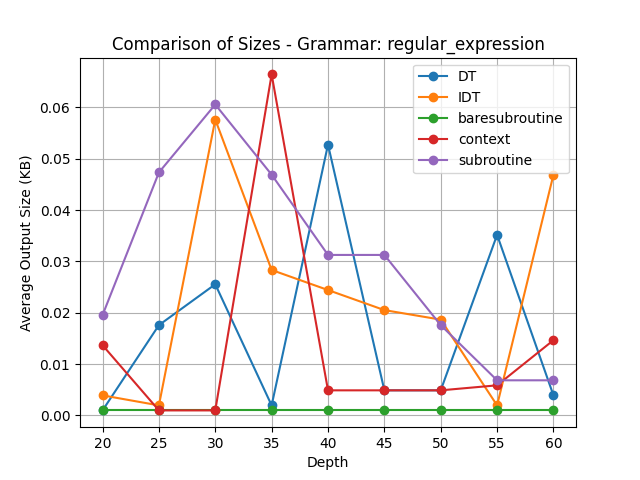 Comparison of Sizes - Grammar: regular_expression
DT
IDT
baresubroutine
context
subroutine
Average Output Size (KB)
0.06
0.05
0.04
0.03
0.02
0.01
0.00
20 25 30 35 40 45 50 55 60
Depth